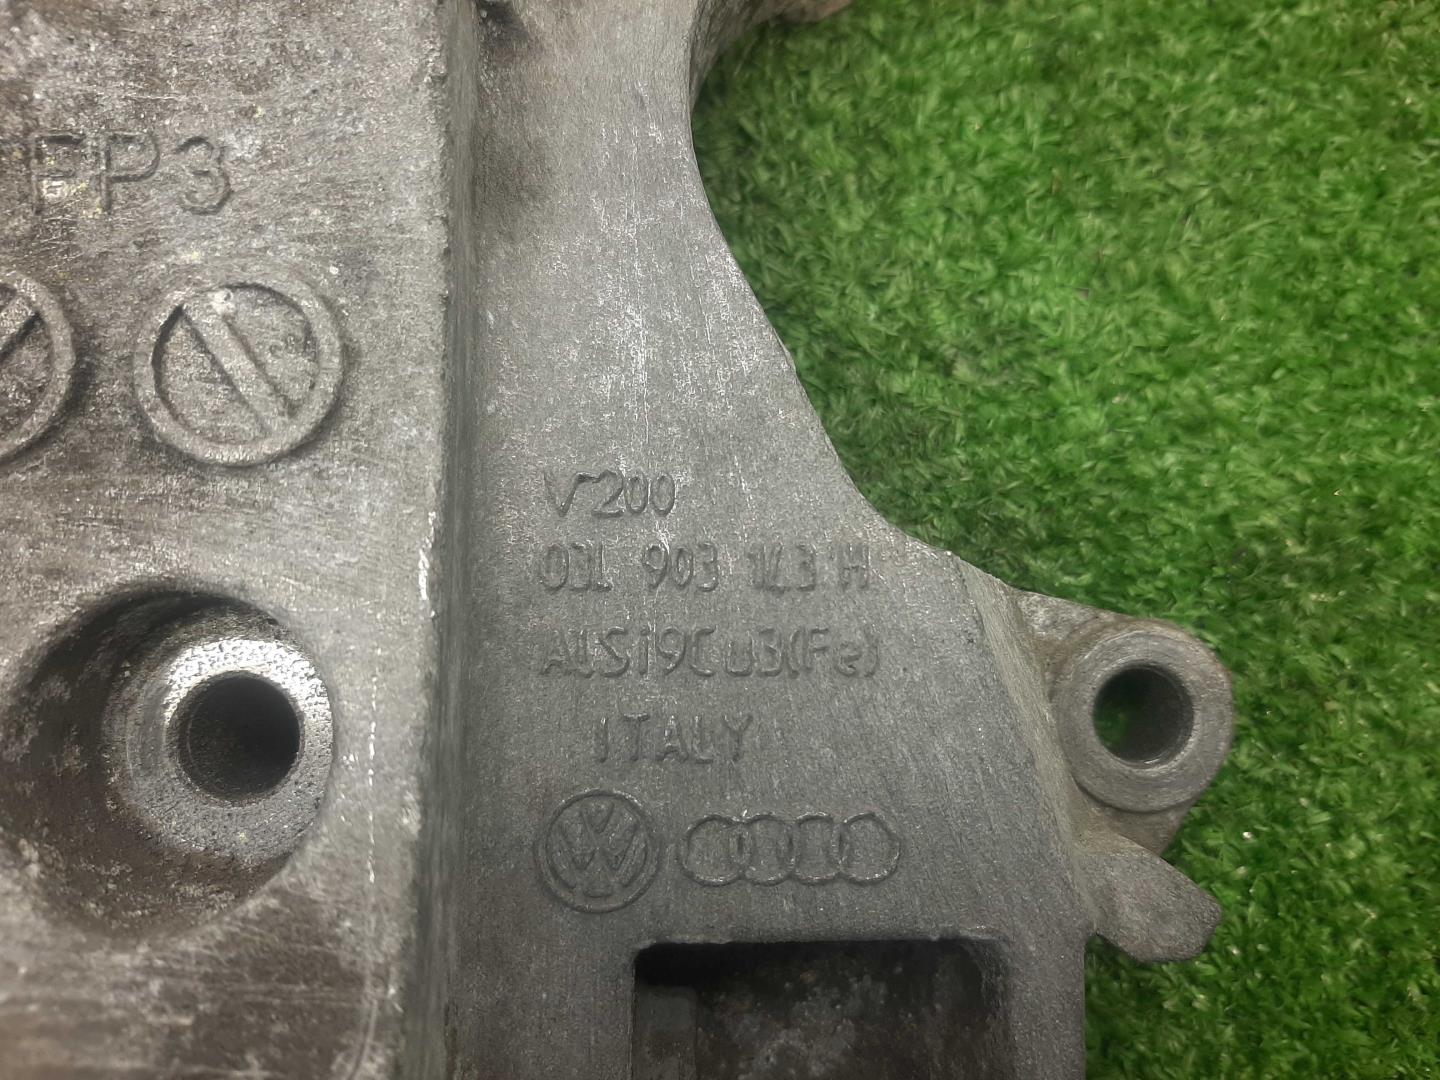 FP3
V200
03L 903 143 H
AlSi9Cu3(Fe)
ITALY